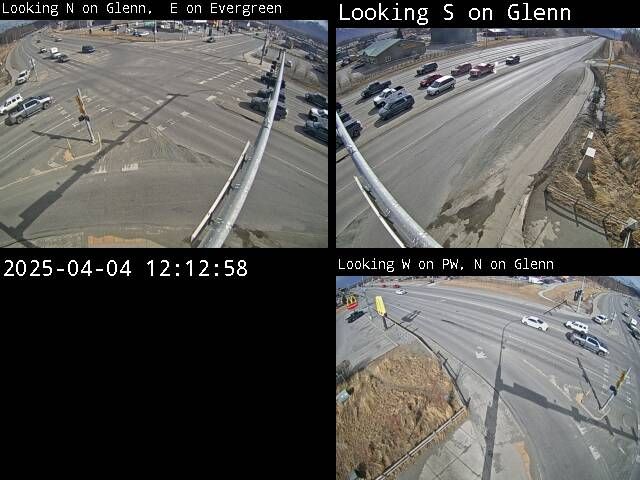 Looking N on Glenn,  E on Evergreen
Looking S on Glenn
2025-04-04 12:12:58
Looking W on PW, N on Glenn